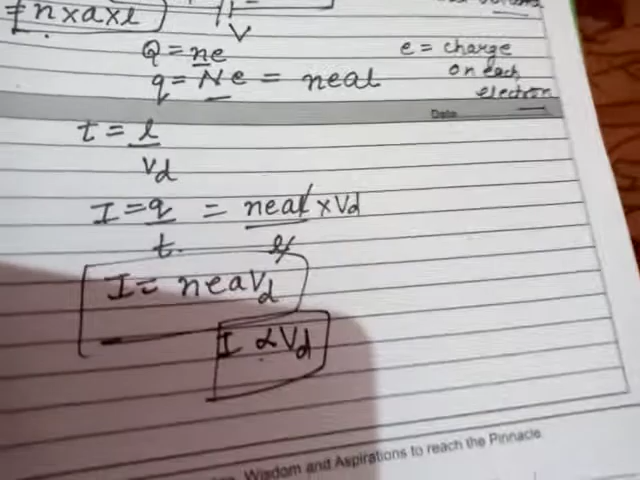 = n×a×l
V
Q = ne
e = charge
on each
electron
q = Ne = neal
Date
t = l
Vd
I = q = neal × Vd
t l
I = neaVd
I α Vd
Wisdom and Aspirations to reach the Pinnacle